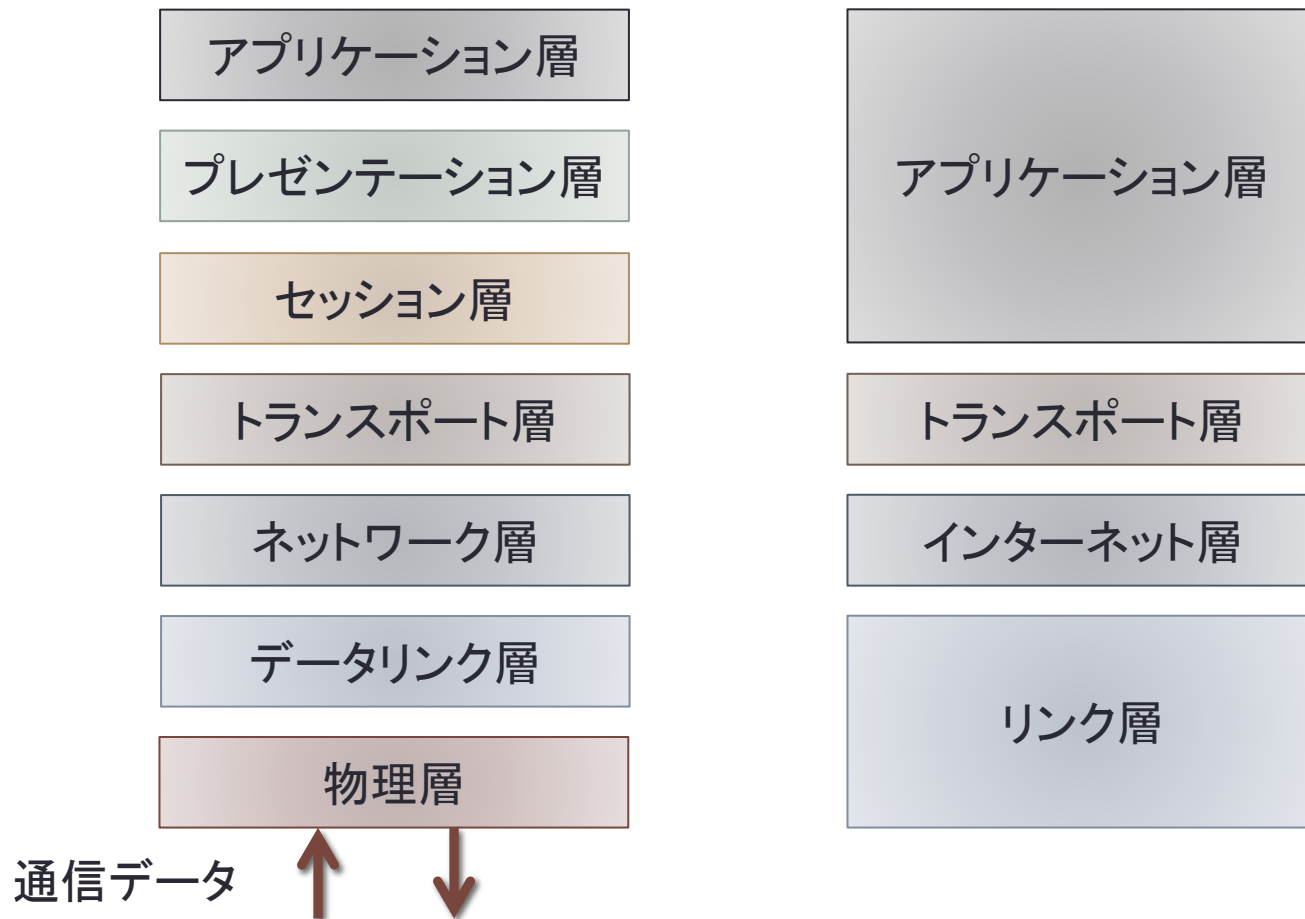 アプリケーション層
プレゼンテーション層
セッション層
トランスポート層
ネットワーク層
データリンク層
物理層
通信データ
アプリケーション層
トランスポート層
インターネット層
リンク層